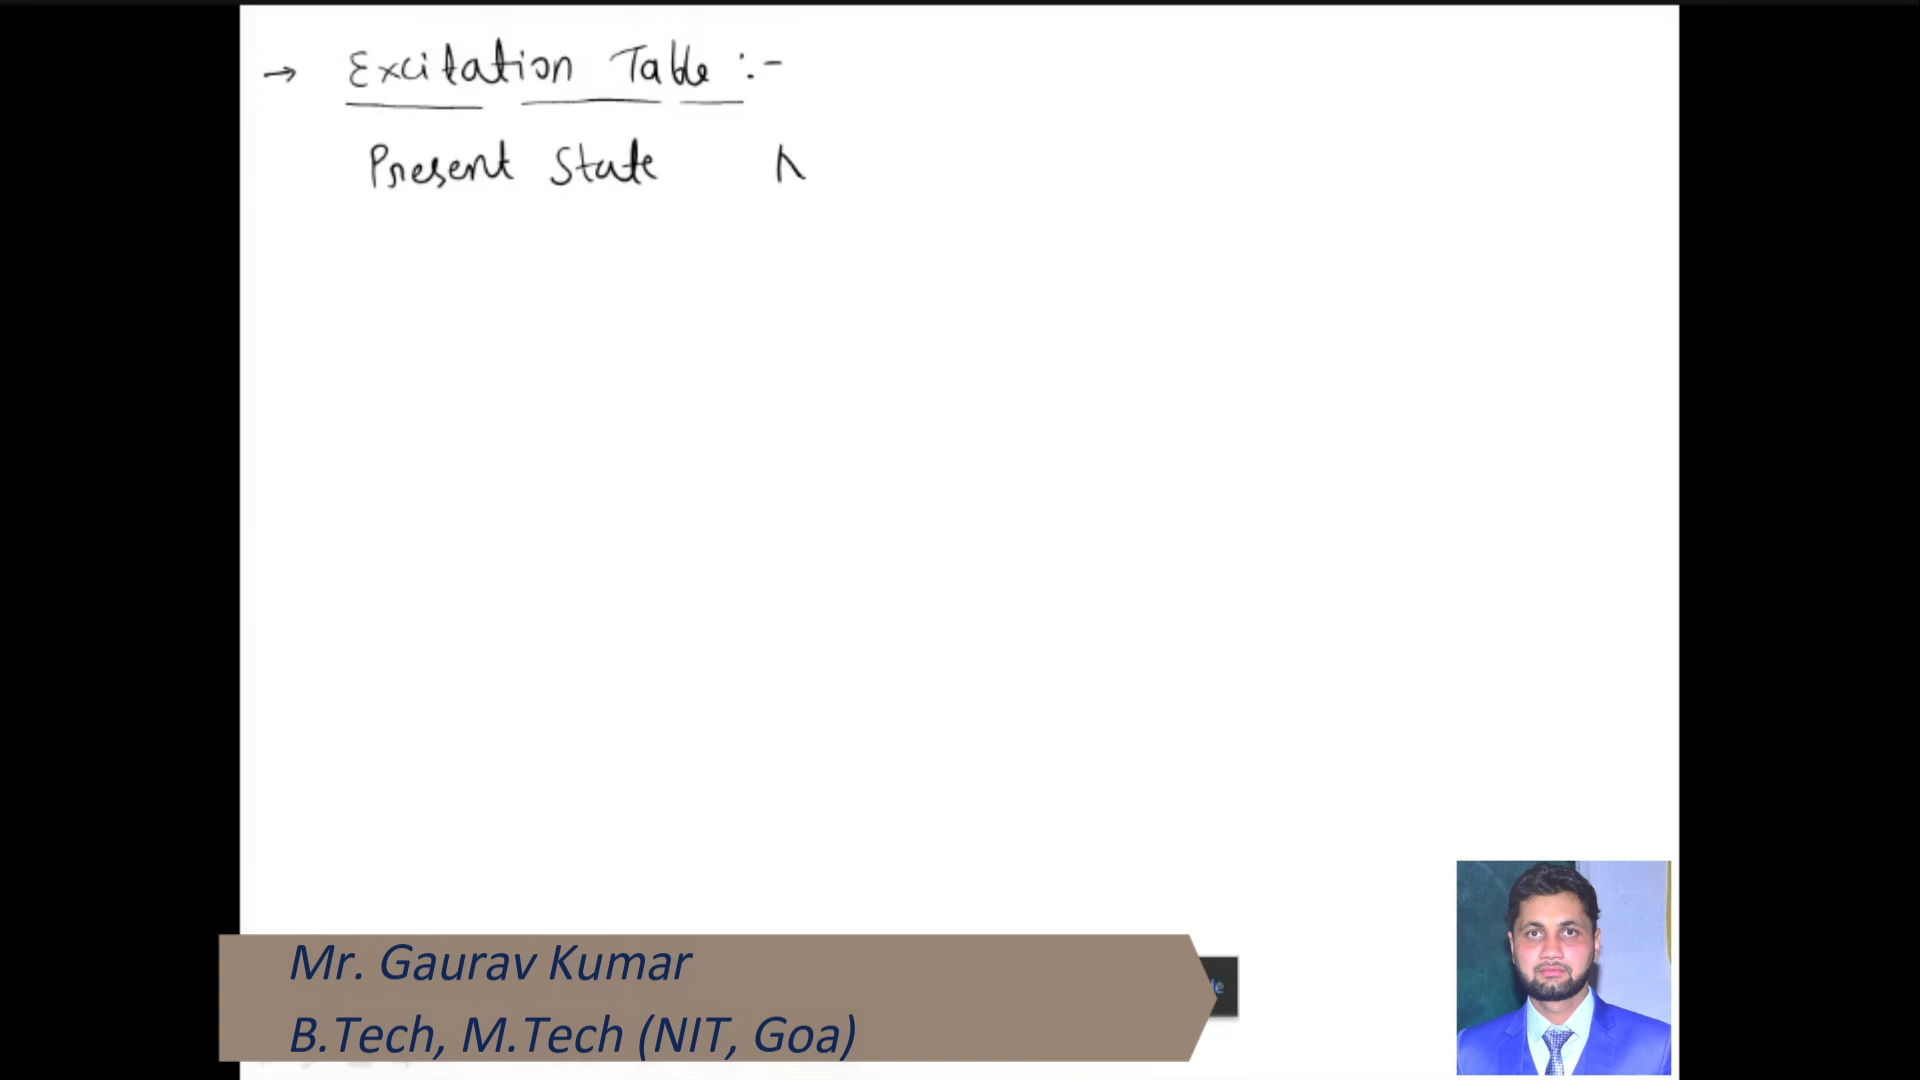 → Excitation Table :-
Present State
Mr. Gaurav Kumar
B.Tech, M.Tech (NIT, Goa)